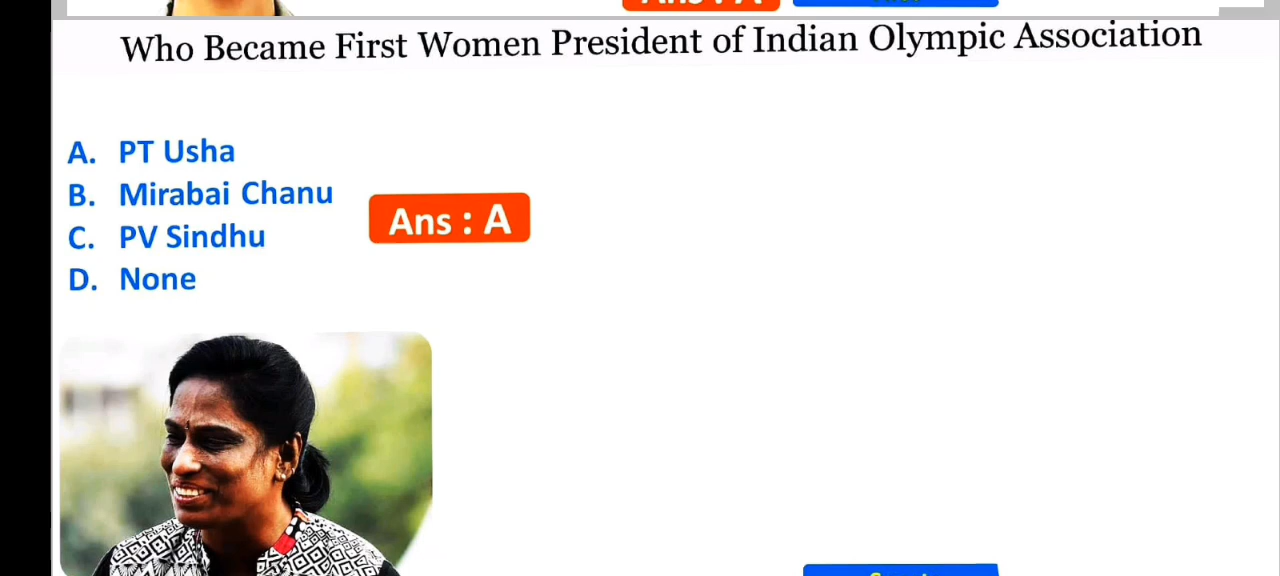 Who Became First Women President of Indian Olympic Association
A. PT Usha
B. Mirabai Chanu
Ans : A
C. PV Sindhu
D. None